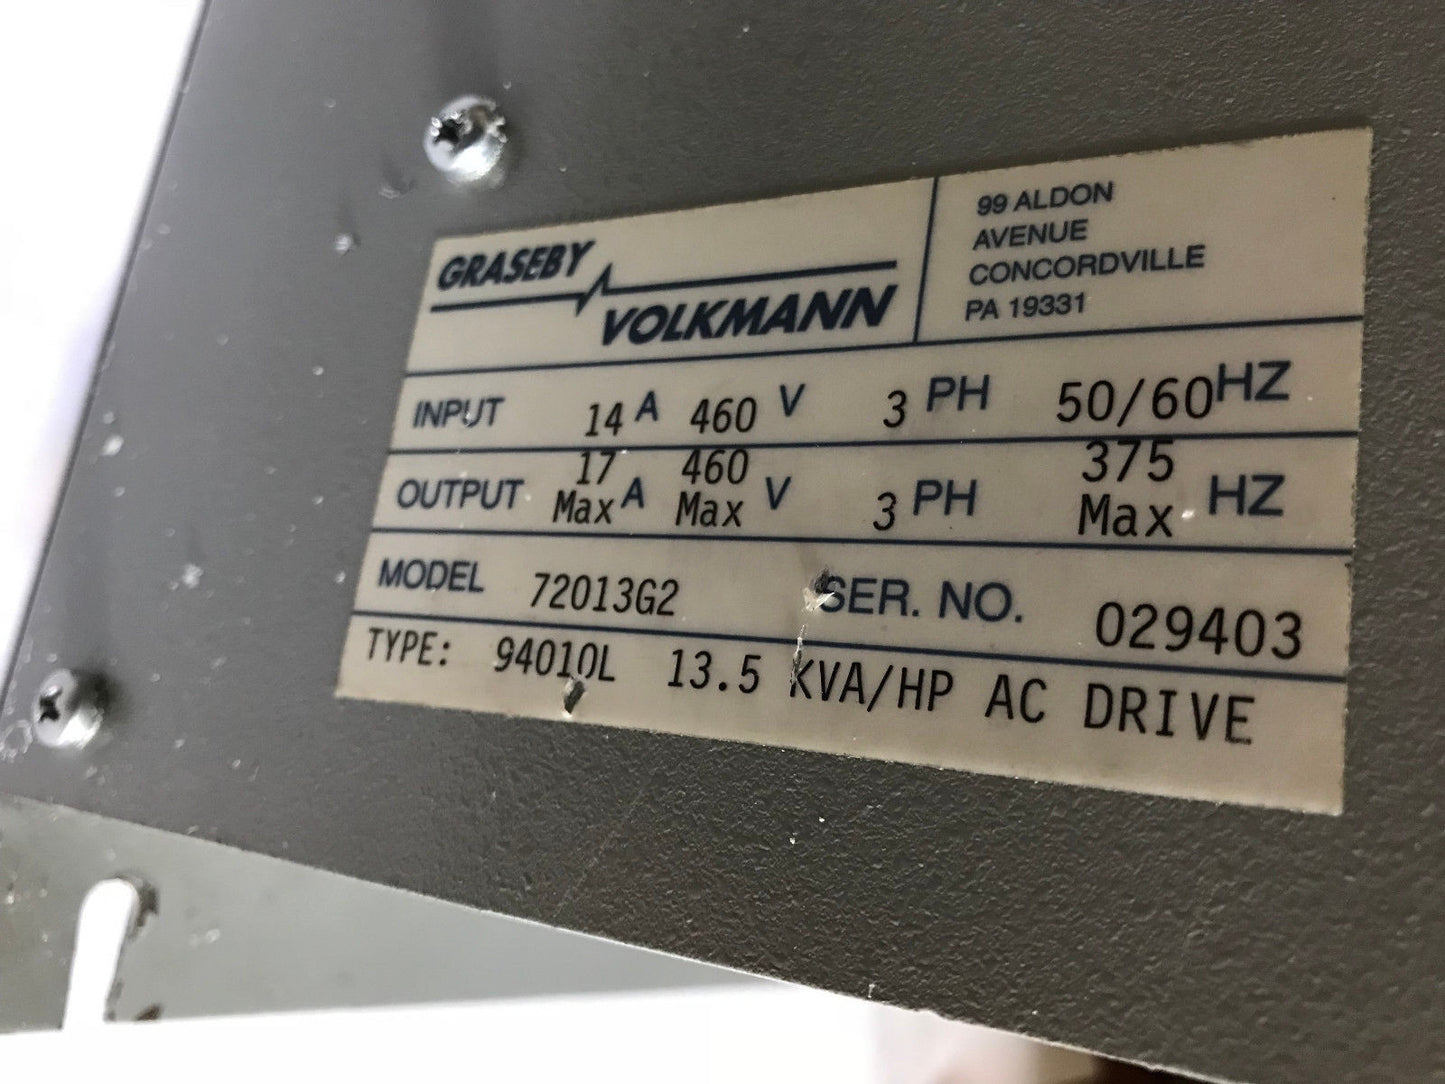 GRASEBY
VOLKMANN
99 ALDON
AVENUE
CONCORDVILLE
PA 19331
INPUT 14 A 460 V 3 PH 50/60 HZ
OUTPUT 17 Max A 460 Max V 3 PH 375 Max HZ
MODEL 72013G2 SER. NO. 029403
TYPE: 94010L 13.5 KVA/HP AC DRIVE